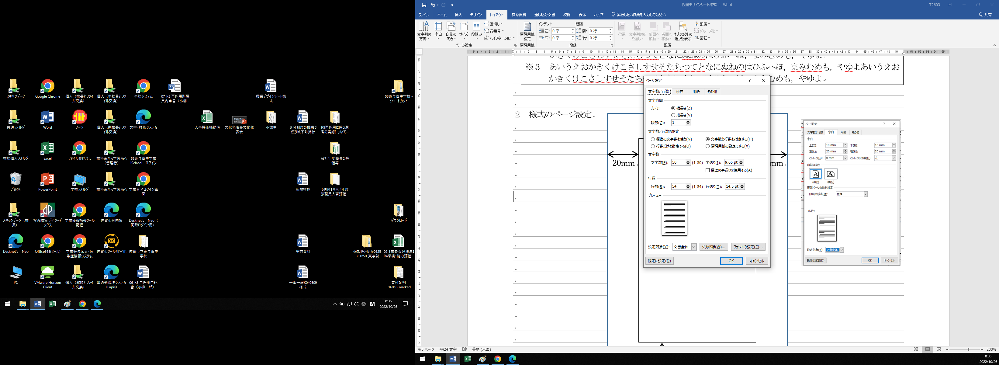 スキャンデータ
Google Chrome
個人（校長とファイル交換）
個人（事務員とファイル交換）
事務システム
07_R5 再任用所属長内申書（小柳...
授業デザインシート様式
53東与賀中学校 - ショートカット
共通フォルダ
Word
ノーツ
個人（副校長とファイル交換）
文書・財務システム
人事評価補助簿
文化発表会文化発表会
小城中
身分制度の授業で使う城下町挿絵
R5再任用に係る選考の実施について...
校務個人フォルダ
Excel
ファイル受け渡し
校務系から学習系へ（管理者）
53東与賀中学校 iSchool - ログイン
会計年度職員の評価等
ごみ箱
PowerPoint
学校フォルダ
校務系から学習系へ
学校ＨＰログイン画面
新聞挨拶
【送付】令和4年度教職員人事評価...
スキャンデータ（校長）
写真編集 デイジーピックス
学校情報携帯メール配信
佐賀市例規集
Desknet's Neo（同時ログイン用）
ダウンロード
Desknet's Neo
Office365(メール)
学校等欠席者・感染症情報システム
佐賀市メール無害化
佐賀市立東与賀中学校
事前資料
追加任用とか0825 351250_東与賀...
02_【校長貞包浩洋】R4業績・能力評価...
PC
VMware Horizon Client
個人（教頭とファイル交換）
出退勤管理システム（Lapis）
06_R5 再任用申込書（小柳一郎）
事案一報R040509様式
買付証明_16918_marked
8:35
2022/10/26
授業デザインシート様式 - Word
T2603
ファイル ホーム 挿入 デザイン レイアウト 参考資料 差し込み文書 校閲 表示 ヘルプ 実行したい作業を入力してください 共有
文字列の方向 余白 印刷の向き サイズ 段組み 区切り 行番号 ハイフネーション
原稿用紙設定
インデント 間隔
左: 0 字 前: 0 行
右: 0 字 後: 0 行
位置 文字列の折り返し 前面へ移動 背面へ移動 オブジェクトの選択と表示 配置 グループ化 回転
ページ設定 原稿用紙 段落 配置
※３ あいうえおかきくけこさしすせそたちつてとなにぬねのはひふへほ，まみむめも，やゆよあいうえお
かきくけこさしすせそたち
むめも，やゆよ
２ 様式のページ設定
20mm
mm
ページ設定
文字数と行数 余白 用紙 その他
文字方向
方向: 横書き(Z)
縦書き(V)
段数(C): 1
文字数と行数の指定
標準の文字数を使う(N) 文字数と行数を指定する(H)
行数だけを指定する(O) 原稿用紙の設定にする(X)
文字数
文字数(E): 50 (1-50) 字送り(I): 9.65 pt
標準の字送りを使用する(A)
行数
行数(R): 54 (1-54) 行送り(T): 14.5 pt
プレビュー
設定対象(Y): 文書全体 グリッド線(W)... フォントの設定(F)...
既定に設定(D) OK キャンセル
ページ設定
文字数と行数 余白 用紙 その他
余白
上(T): 10 mm 下(B): 10 mm
左(L): 20 mm 右(R): 20 mm
とじしろ(G): 0 mm とじしろの位置(U): 左
印刷の向き
縦(P) 横(S)
複数ページの印刷設定
印刷の形式(M): 標準
プレビュー
設定対象(Y): 文書全体
既定に設定(D) OK キャンセル
4/5 ページ 4424 文字 英語 (米国) 200%
8:35
2022/10/26